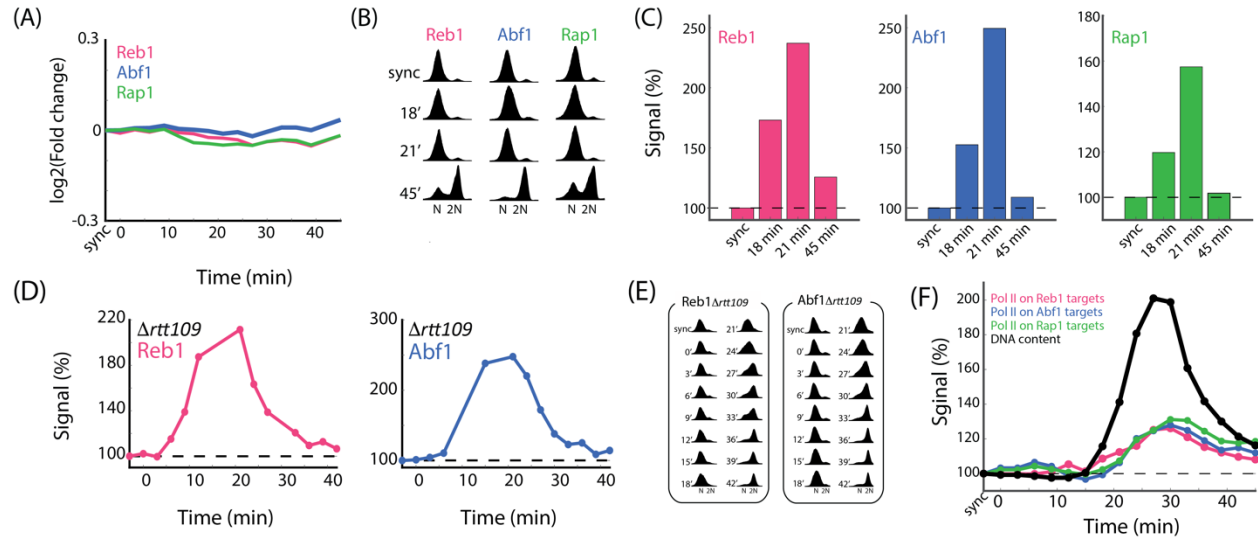 (A)
0.3
Reb1
Abf1
Rap1
log2(Fold change)
0
-0.3
sync 0 10 20 30 40
Time (min)
(B)
Reb1 Abf1 Rap1
sync
18'
21'
45'
N 2N N 2N N 2N
(C)
Signal (%)
250
200
150
100
Reb1
sync 18 min 21 min 45 min
250
200
150
100
Abf1
sync 18 min 21 min 45 min
180
160
140
120
100
Rap1
sync 18 min 21 min 45 min
(D)
Signal (%)
220
180
140
100
Δrtt109
Reb1
0 10 20 30 40
Time (min)
300
200
100
Δrtt109
Abf1
0 10 20 30 40
Time (min)
(E)
Reb1Δrtt109
sync 21'
0' 24'
3' 27'
6' 30'
9' 33'
12' 36'
15' 39'
18' 42'
N 2N N 2N
Abf1Δrtt109
sync 21'
0' 24'
3' 27'
6' 30'
9' 33'
12' 36'
15' 39'
18' 42'
N 2N N 2N
(F)
Sginal (%)
200
180
160
140
120
100
Pol II on Reb1 targets
Pol II on Abf1 targets
Pol II on Rap1 targets
DNA content
sync 0 10 20 30 40
Time (min)